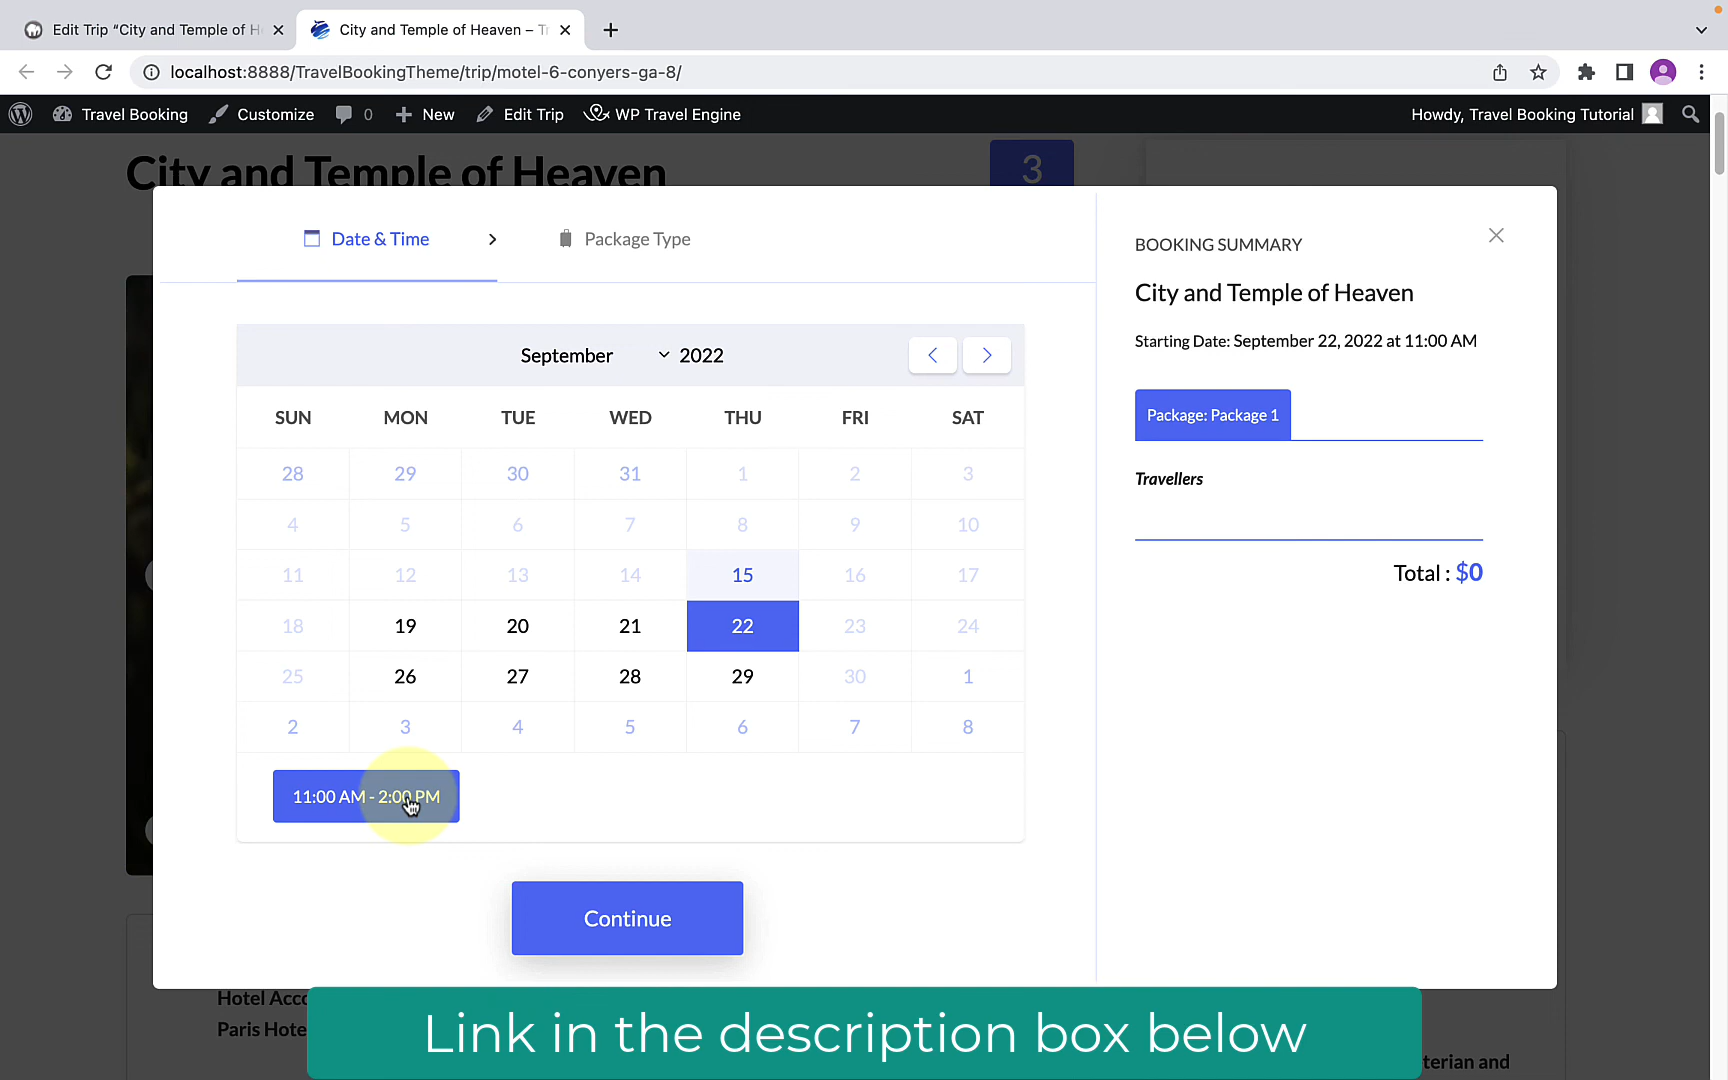 Edit Trip “City and Temple of H
City and Temple of Heaven – Tr
localhost:8888/TravelBookingTheme/trip/motel-6-conyers-ga-8/
Travel Booking Customize 0 New Edit Trip WP Travel Engine Howdy, Travel Booking Tutorial
City and Temple of Heaven 3
Date & Time Package Type
September 2022
SUN MON TUE WED THU FRI SAT
28 29 30 31 1 2 3
4 5 6 7 8 9 10
11 12 13 14 15 16 17
18 19 20 21 22 23 24
25 26 27 28 29 30 1
2 3 4 5 6 7 8
11:00 AM - 2:00 PM
Continue
BOOKING SUMMARY
City and Temple of Heaven
Starting Date: September 22, 2022 at 11:00 AM
Package: Package 1
Travellers
Total : $0
Hotel Acco
Paris Hote
terian and
Link in the description box below